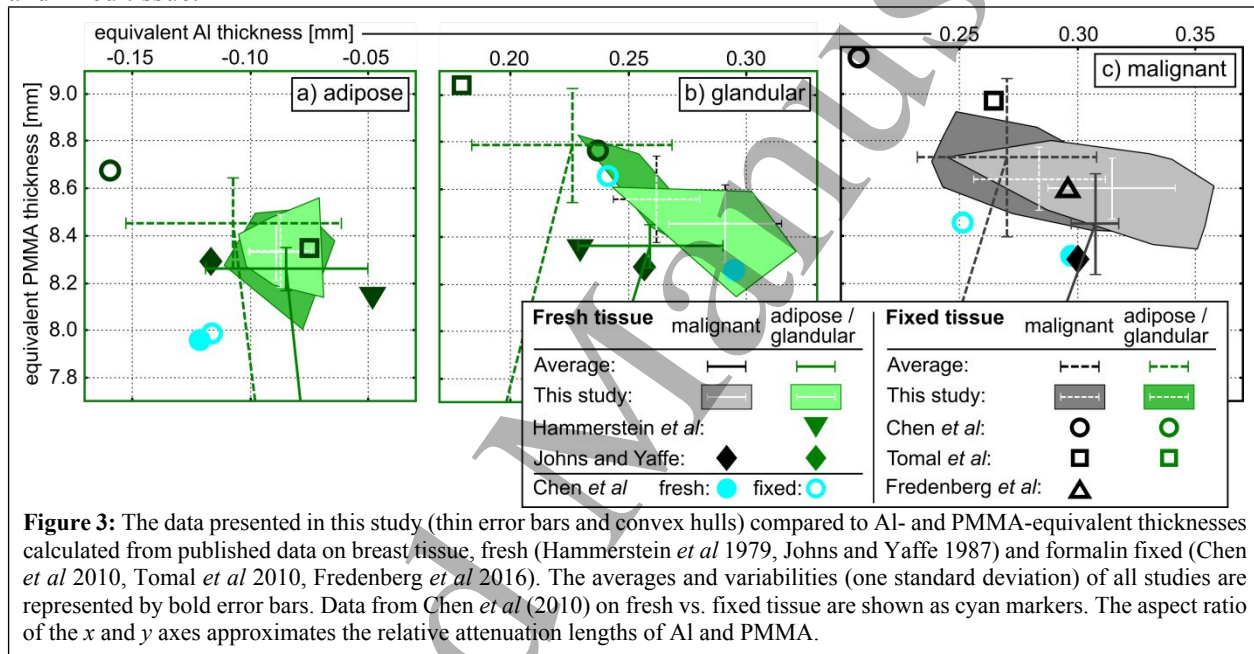 equivalent Al thickness [mm]
-0.15 -0.10 -0.05 0.20 0.25 0.30 0.25 0.30 0.35
a) adipose
b) glandular
c) malignant
equivalent PMMA thickness [mm]
9.0
8.8
8.6
8.4
8.2
8.0
7.8
Fresh tissue malignant adipose / glandular
Average:
This study:
Hammerstein et al:
Johns and Yaffe:
Chen et al fresh: fixed:
Fixed tissue malignant adipose / glandular
Average:
This study:
Chen et al:
Tomal et al:
Fredenberg et al:
Figure 3: The data presented in this study (thin error bars and convex hulls) compared to Al- and PMMA-equivalent thicknesses
calculated from published data on breast tissue, fresh (Hammerstein et al 1979, Johns and Yaffe 1987) and formalin fixed (Chen
et al 2010, Tomal et al 2010, Fredenberg et al 2016). The averages and variabilities (one standard deviation) of all studies are
represented by bold error bars. Data from Chen et al (2010) on fresh vs. fixed tissue are shown as cyan markers. The aspect ratio
of the x and y axes approximates the relative attenuation lengths of Al and PMMA.